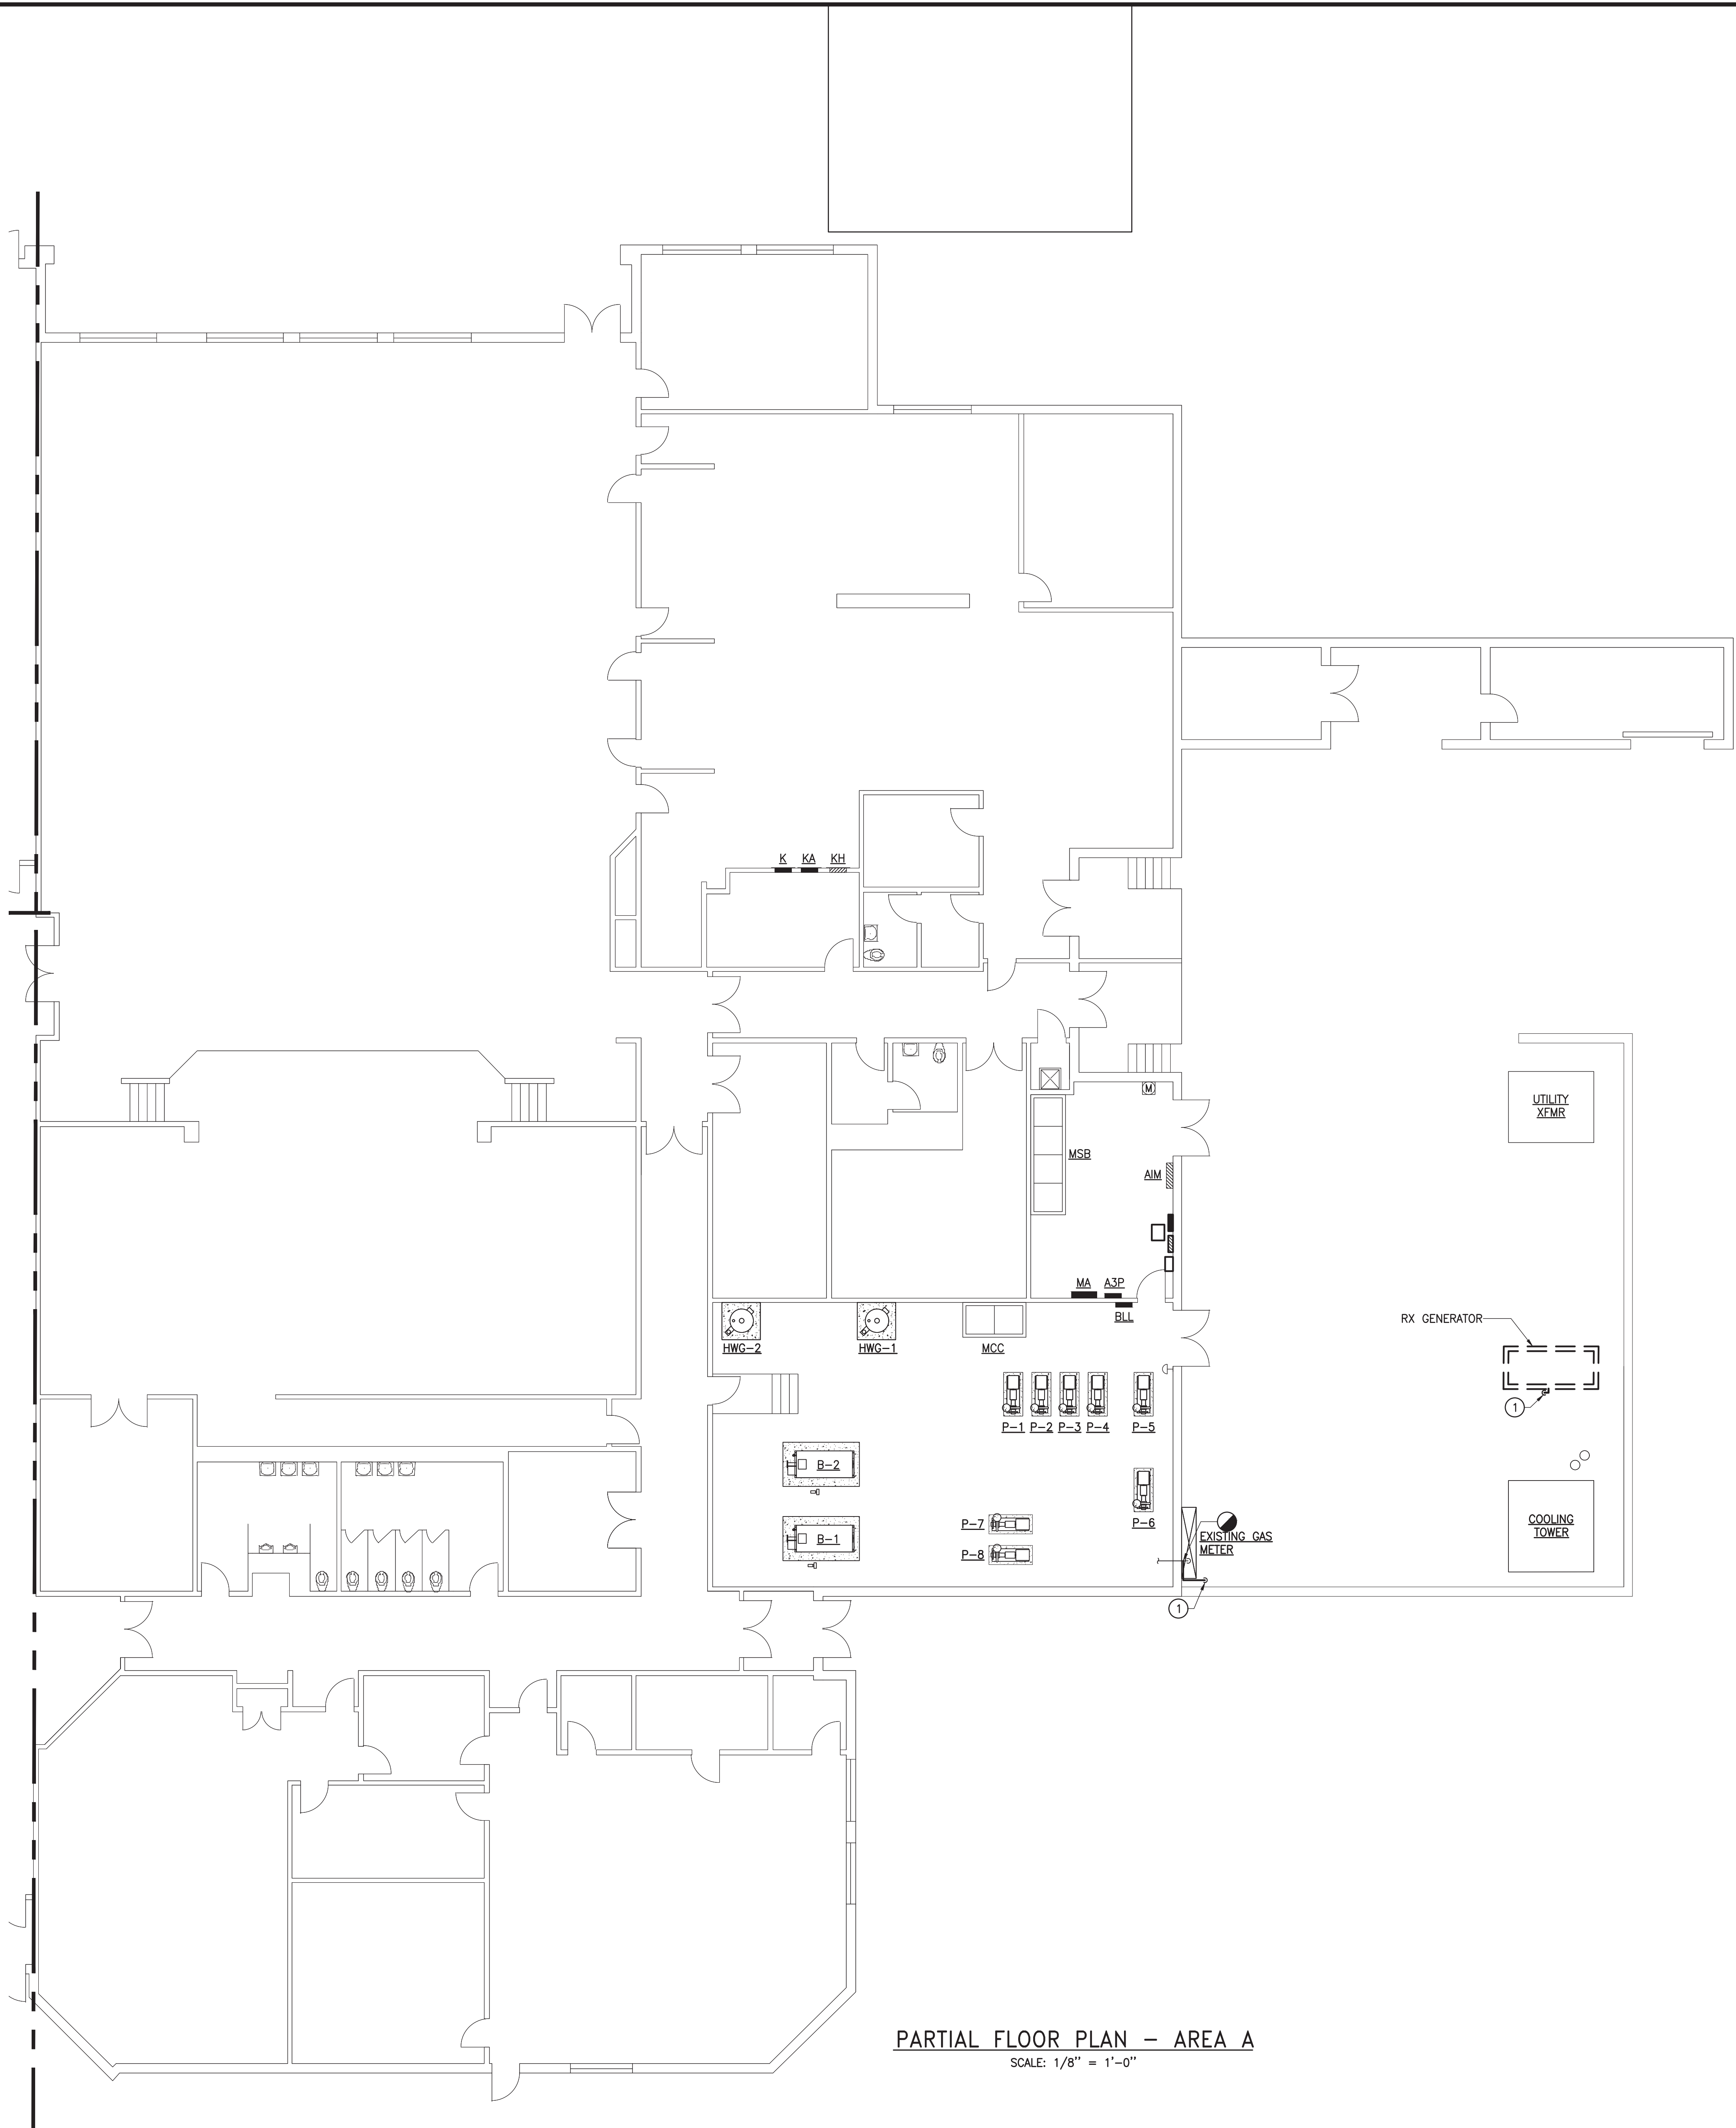 K KA KH
M
UTILITY
XFMR
MSB
AIM
MA A3P
BLL
RX GENERATOR
HWG-2 HWG-1 MCC
1
P-1 P-2 P-3 P-4 P-5
B-2
COOLING
TOWER
P-7 P-6
EXISTING GAS
METER
B-1
P-8
1
PARTIAL FLOOR PLAN - AREA A
SCALE: 1/8" = 1'-0"